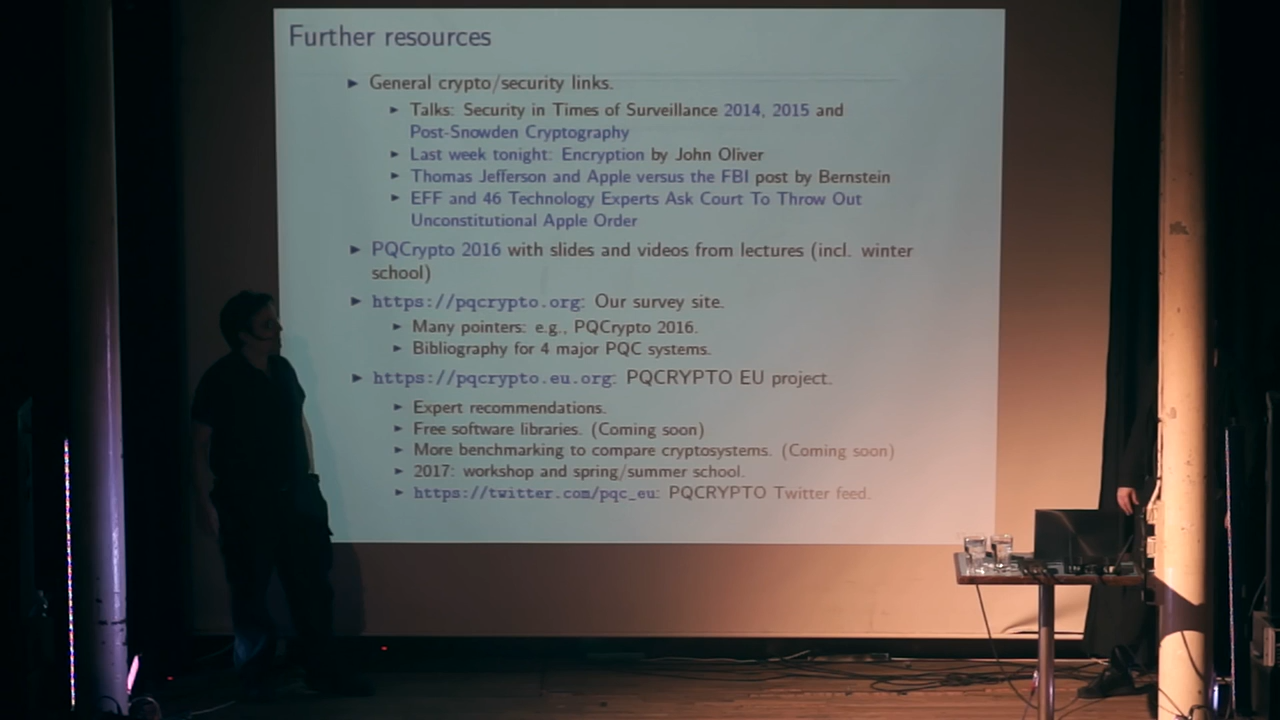 Further resources
► General crypto/security links.
► Talks: Security in Times of Surveillance 2014, 2015 and
Post-Snowden Cryptography
► Last week tonight: Encryption by John Oliver
► Thomas Jefferson and Apple versus the FBI post by Bernstein
► EFF and 46 Technology Experts Ask Court To Throw Out
Unconstitutional Apple Order
► PQCrypto 2016 with slides and videos from lectures (incl. winter
school)
► https://pqcrypto.org: Our survey site.
► Many pointers: e.g., PQCrypto 2016.
► Bibliography for 4 major PQC systems.
► https://pqcrypto.eu.org: PQCRYPTO EU project.
► Expert recommendations.
► Free software libraries. (Coming soon)
► More benchmarking to compare cryptosystems. (Coming soon)
► 2017: workshop and spring/summer school.
► https://twitter.com/pqc_eu: PQCRYPTO Twitter feed.